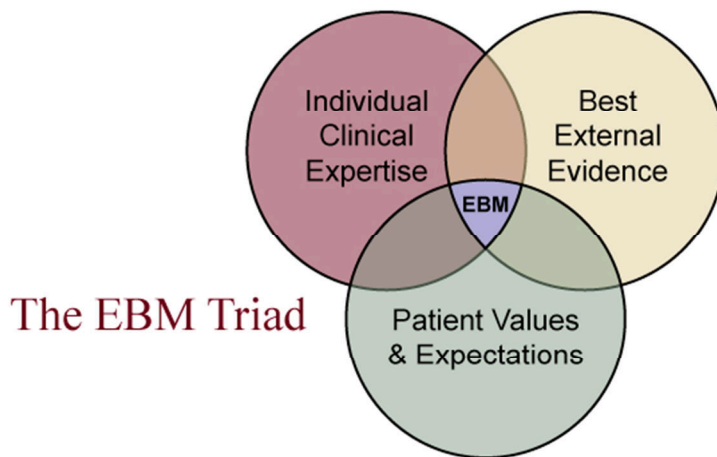 Individual
Clinical
Expertise
Best
External
Evidence
EBM
The EBM Triad
Patient Values
& Expectations